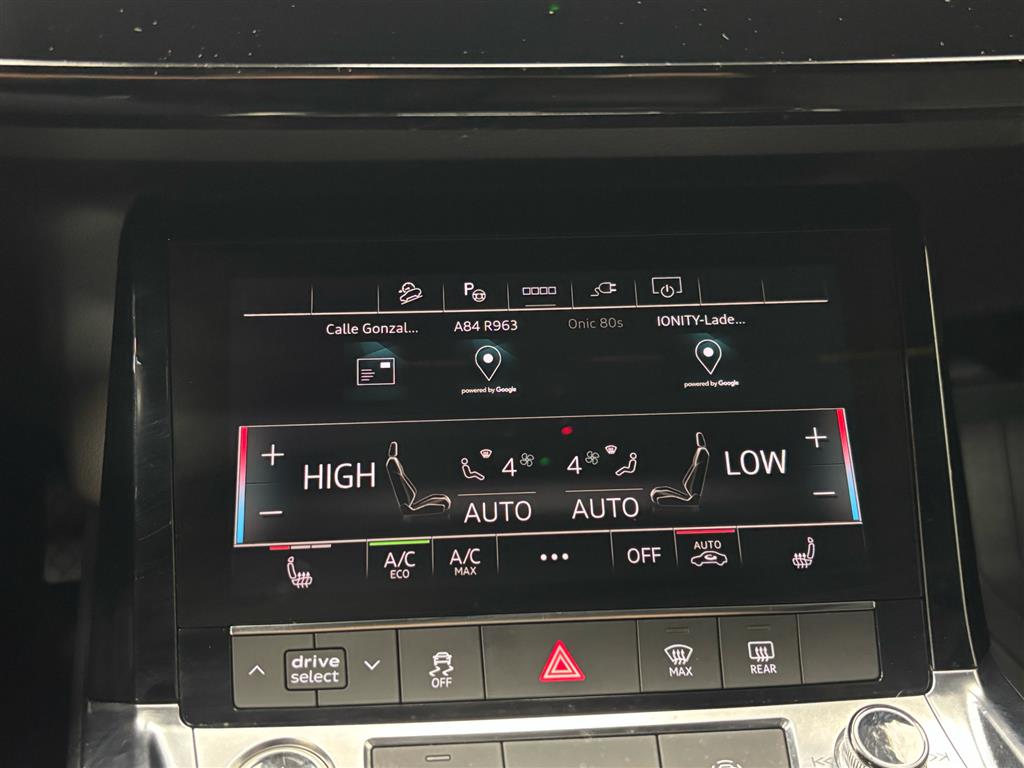 P
Calle Gonzal...
A84 R963
Onic 80s
IONITY-Lade...
powered by Google
powered by Google
+ HIGH 4 4 LOW +
− AUTO AUTO −
A/C ECO
A/C MAX
...
OFF
AUTO
drive select
OFF
MAX
REAR